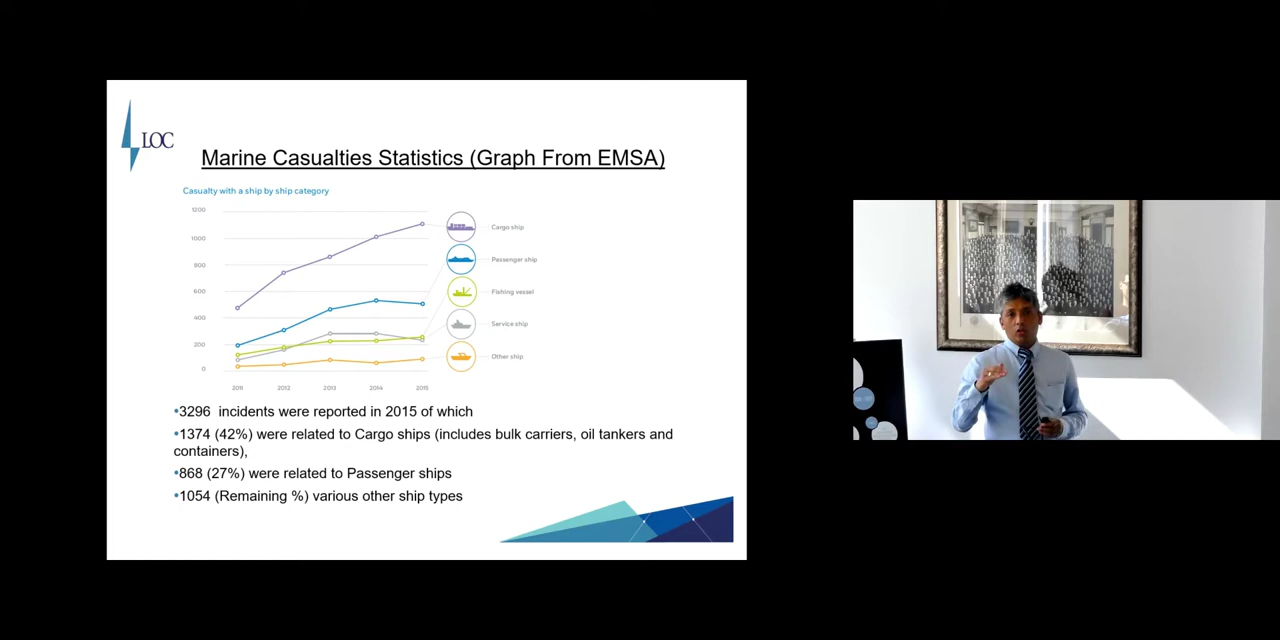 LOC
Marine Casualties Statistics (Graph From EMSA)
Casualty with a ship by ship category
1200
1000
800
600
400
200
0
2011 2012 2013 2014 2015
Cargo ship
Passenger ship
Fishing vessel
Service ship
Other ship
•3296 incidents were reported in 2015 of which
•1374 (42%) were related to Cargo ships (includes bulk carriers, oil tankers and
containers),
•868 (27%) were related to Passenger ships
•1054 (Remaining %) various other ship types